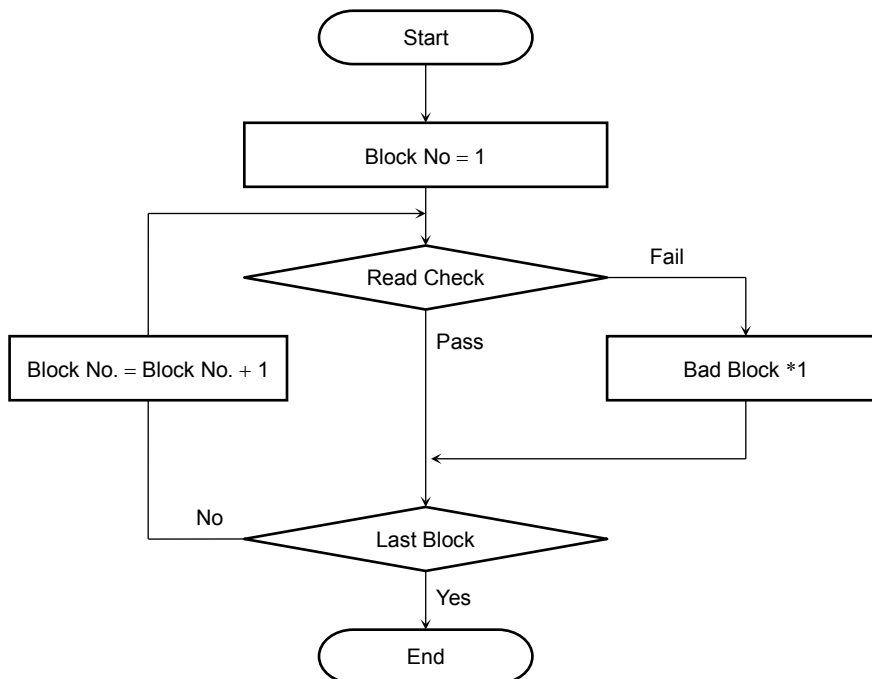 Start
Block No = 1
Read Check
Fail
Pass
Block No. = Block No. + 1
Bad Block *1
No
Last Block
Yes
End